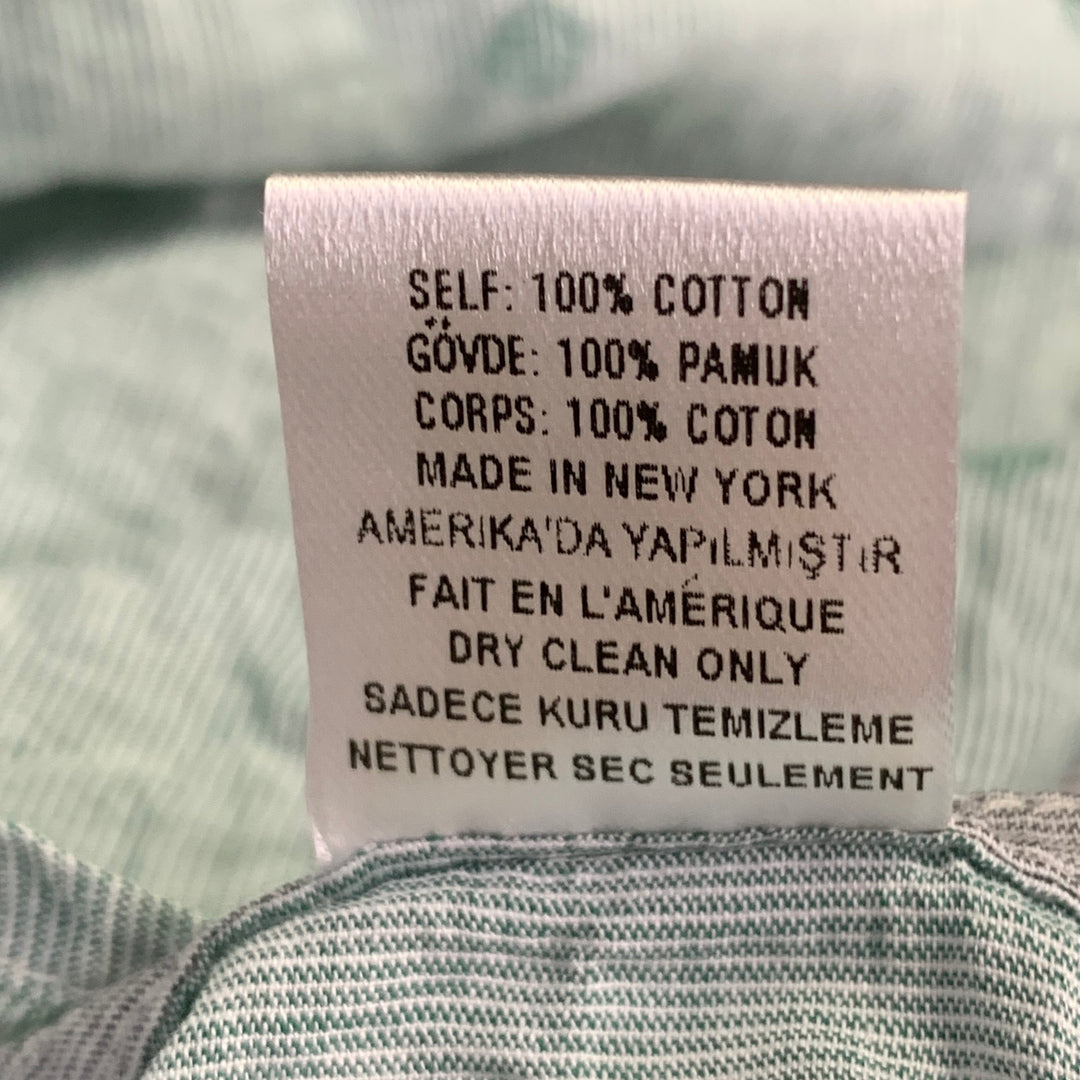 SELF: 100% COTTON
GÖVDE: 100% PAMUK
CORPS: 100% COTON
MADE IN NEW YORK
AMERIKA'DA YAPıLMıŞTıR
FAIT EN L'AMÉRIQUE
DRY CLEAN ONLY
SADECE KURU TEMIZLEME
NETTOYER SEC SEULEMENT